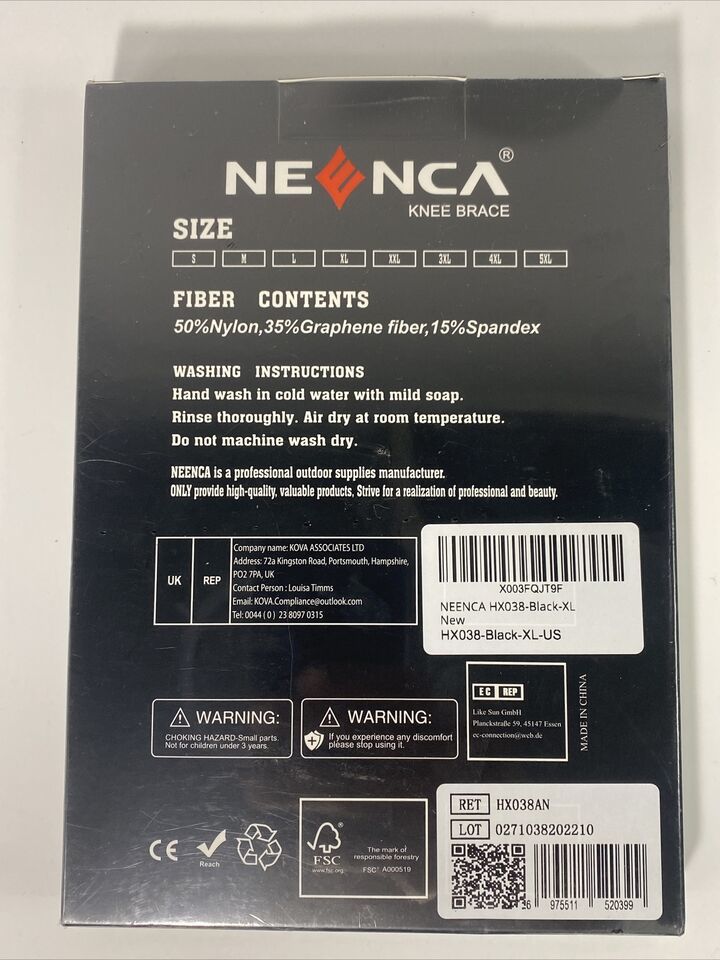 NEENCA®
KNEE BRACE
SIZE
S M L XL XXL 3XL 4XL 5XL
FIBER CONTENTS
50%Nylon,35%Graphene fiber,15%Spandex
WASHING INSTRUCTIONS
Hand wash in cold water with mild soap.
Rinse thoroughly. Air dry at room temperature.
Do not machine wash dry.
NEENCA is a professional outdoor supplies manufacturer.
ONLY provide high-quality, valuable products, Strive for a realization of professional and beauty.
UK REP
Company name: KOVA ASSOCIATES LTD
Address: 72a Kingston Road, Portsmouth, Hampshire,
PO2 7PA, UK
Contact Person : Louisa Timms
Email: KOVA.Compliance@outlook.com
Tel: 0044 ( 0 ) 23 8097 0315
X003FQJT9F
NEENCA HX038-Black-XL
New
HX038-Black-XL-US
EC REP
Like Sun GmbH
Planckstraße 59, 45147 Essen
ec-connection@web.de
MADE IN CHINA
WARNING:
CHOKING HAZARD-Small parts.
Not for children under 3 years.
WARNING:
If you experience any discomfort
please stop using it.
CE
Reach
FSC®
www.fsc.org
The mark of
responsible forestry
FSC® A000519
RET HX038AN
LOT 0271038202210
6 975511 520399